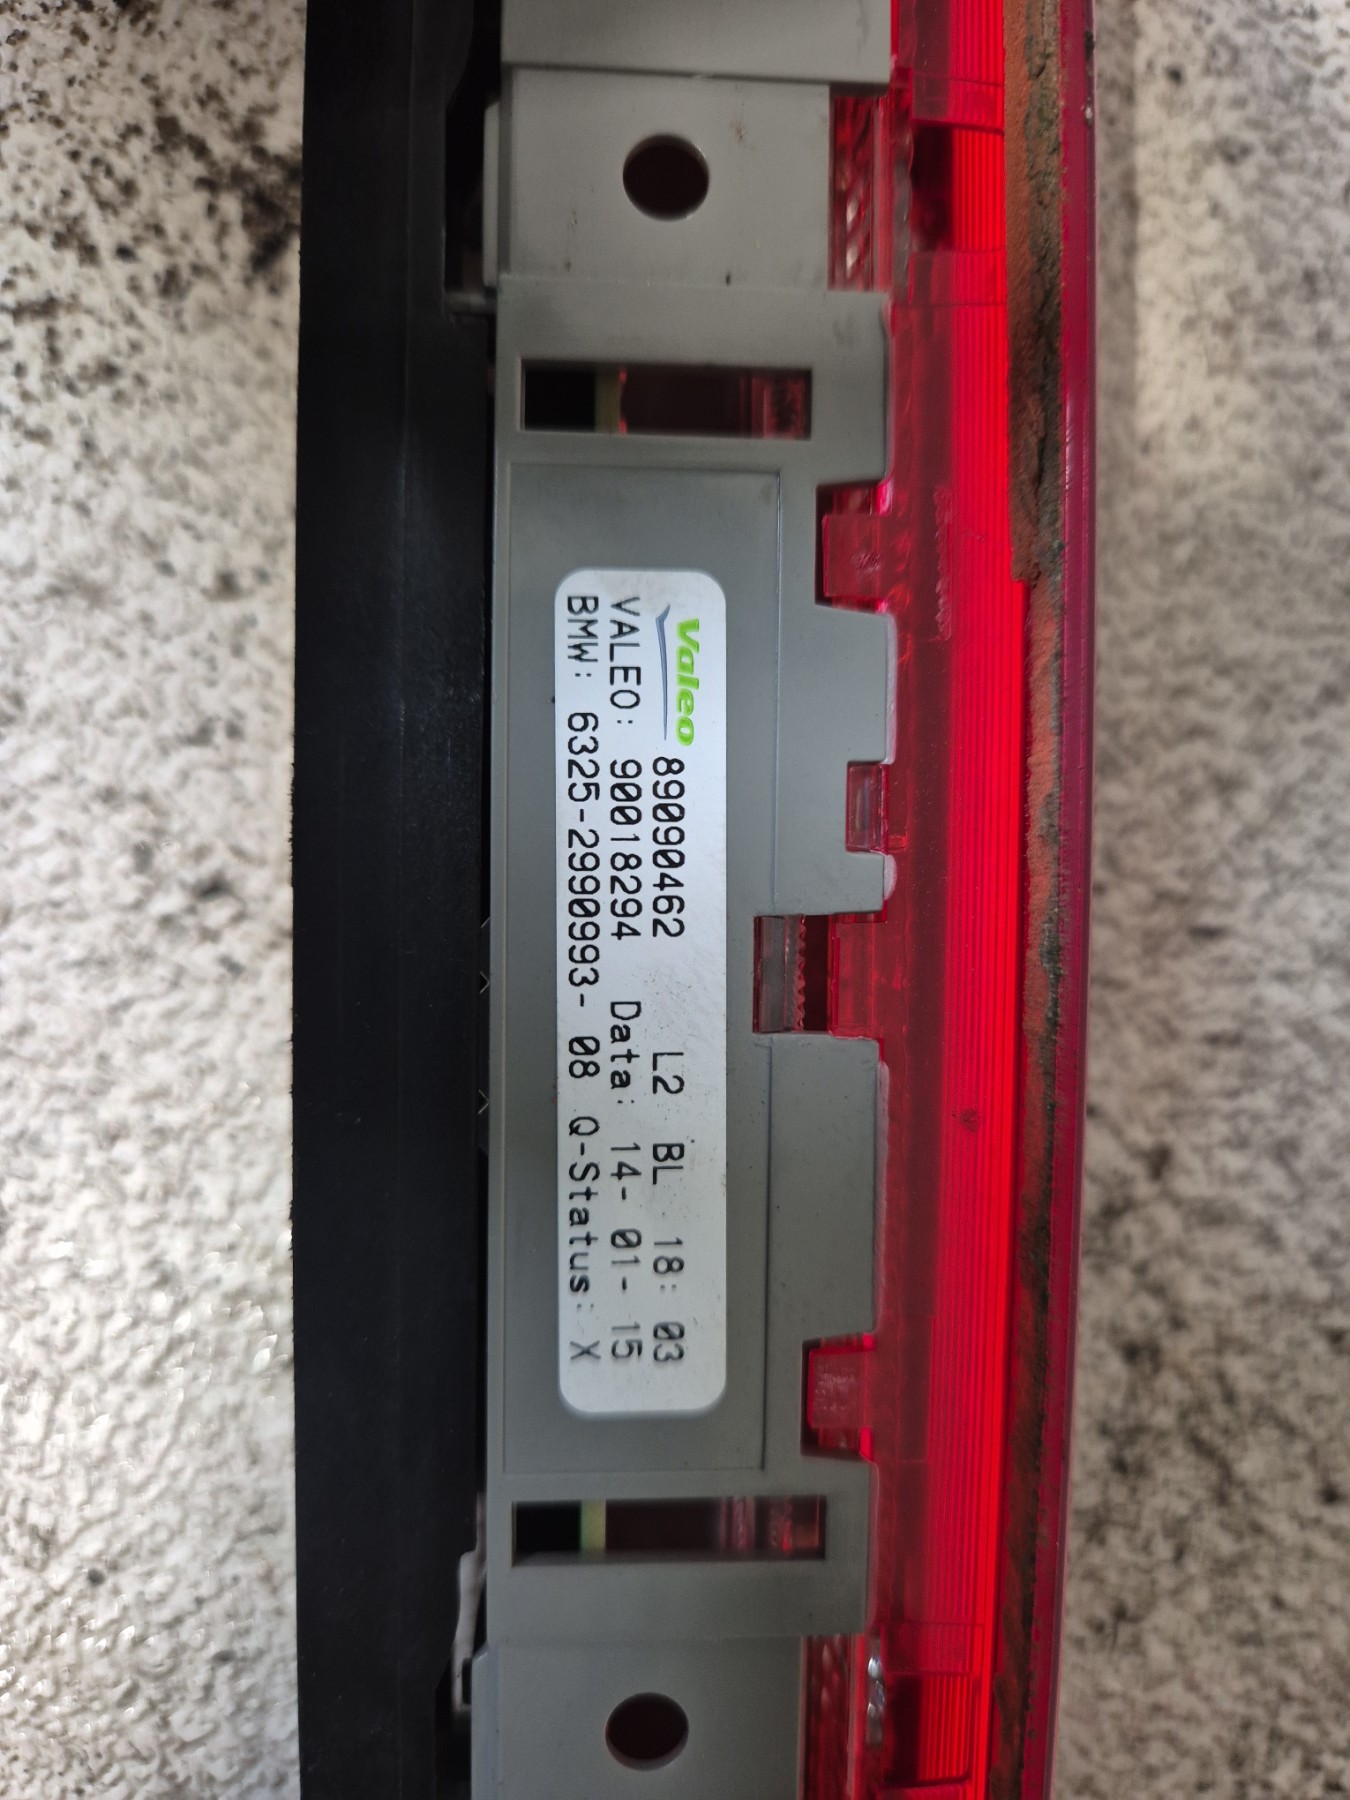 Valeo 89090462 L2 BL 18: 03
VALEO: 90018294 Data: 14- 01- 15
BMW: 6325-2990993- 08 Q-Status: X